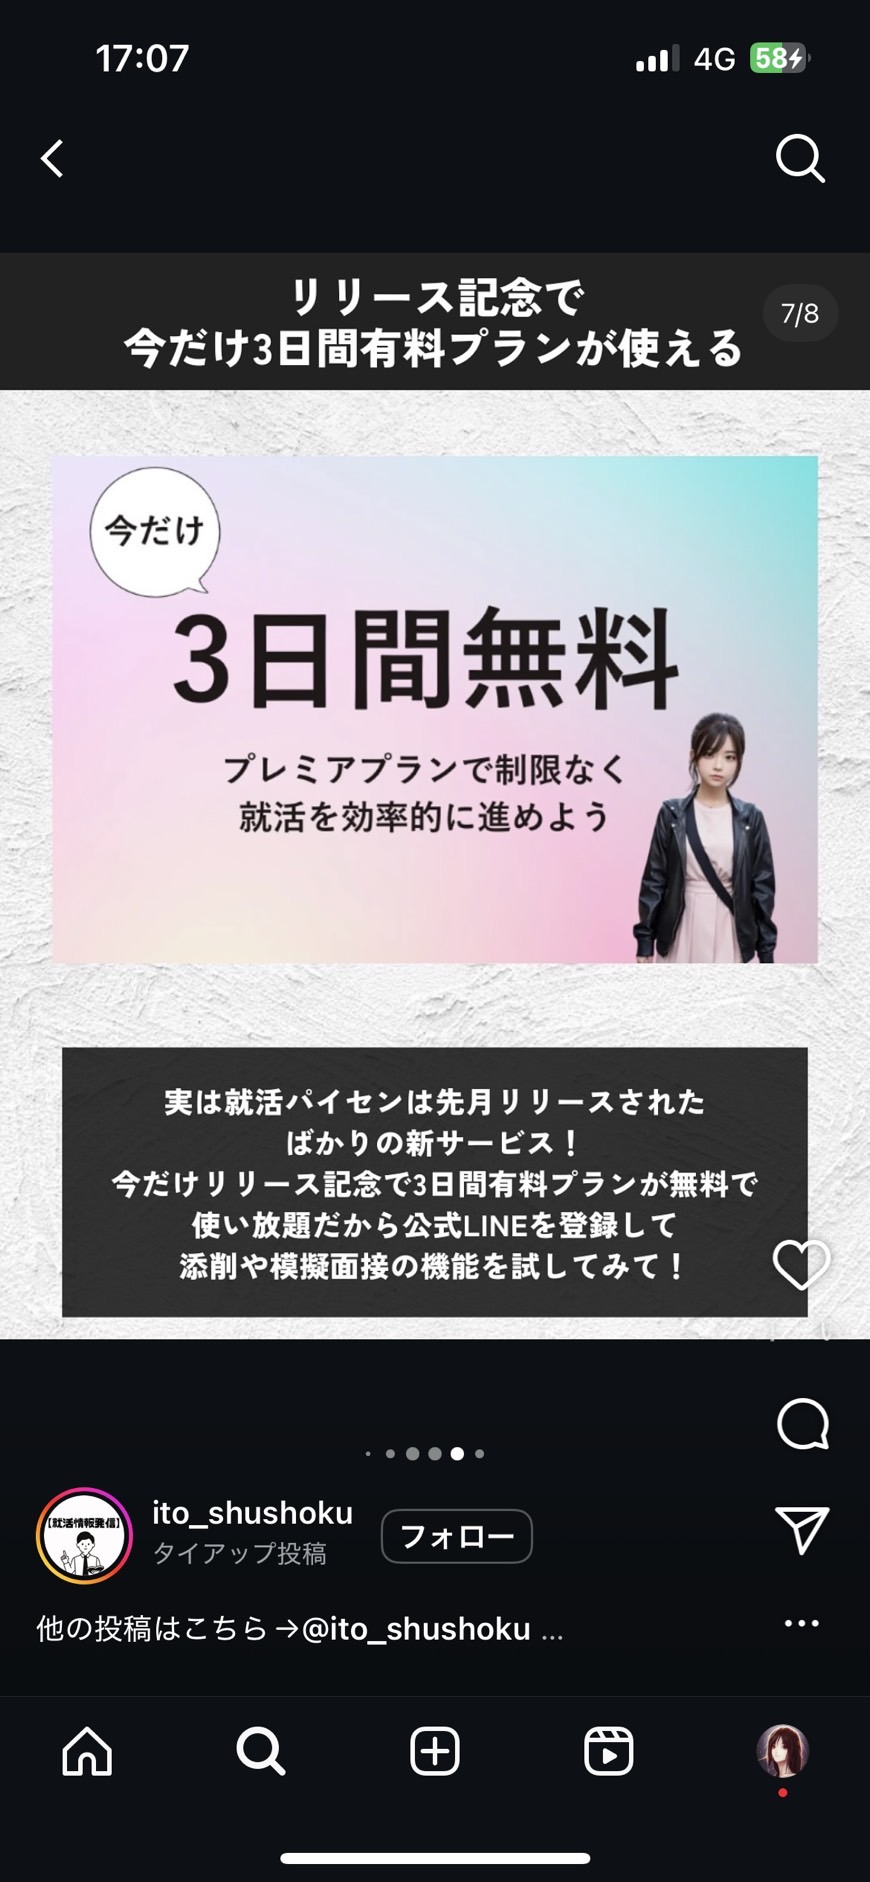 17:07
4G
58
リリース記念で
今だけ3日間有料プランが使える
7/8
今だけ
3日間無料
プレミアプランで制限なく
就活を効率的に進めよう
実は就活パイセンは先月リリースされた
ばかりの新サービス！
今だけリリース記念で3日間有料プランが無料で
使い放題だから公式LINEを登録して
添削や模擬面接の機能を試してみて！
【就活情報発信】
ito_shushoku
タイアップ投稿
フォロー
他の投稿はこちら→@ito_shushoku ...